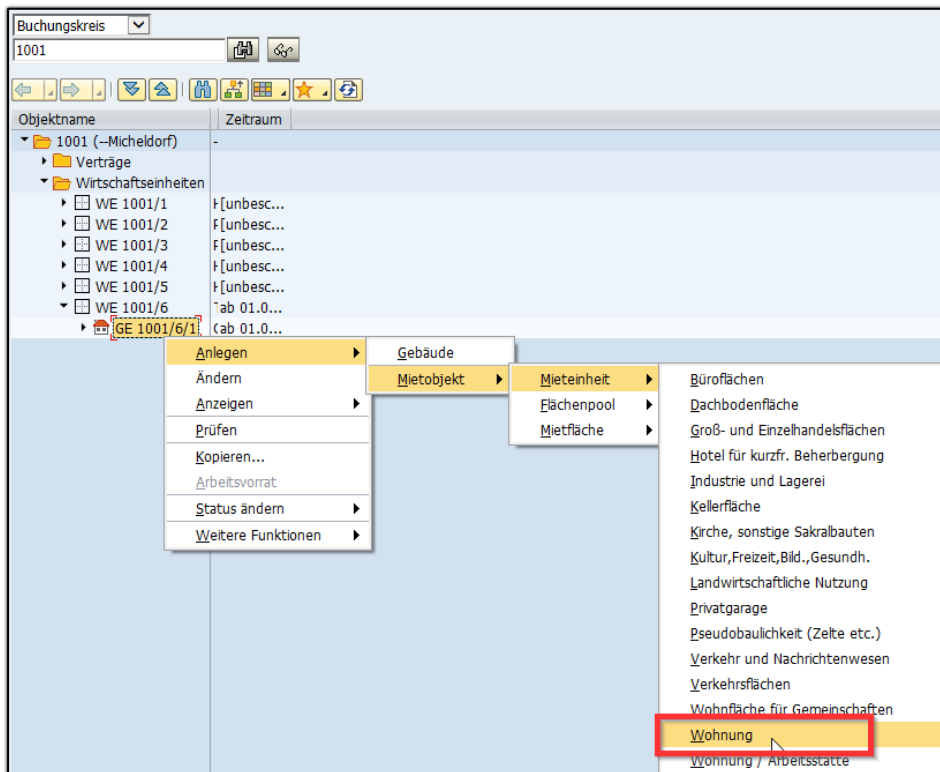 Buchungskreis
1001
Objektname Zeitraum
1001 (--Micheldorf) -
Verträge
Wirtschaftseinheiten
WE 1001/1 [unbesc...
WE 1001/2 [unbesc...
WE 1001/3 [unbesc...
WE 1001/4 [unbesc...
WE 1001/5 [unbesc...
WE 1001/6 ab 01.0...
GE 1001/6/1 ab 01.0...
Anlegen
Ändern
Anzeigen
Prüfen
Kopieren...
Arbeitsvorrat
Status ändern
Weitere Funktionen
Gebäude
Mietobjekt
Mieteinheit
Flächenpool
Mietfläche
Büroflächen
Dachbodenfläche
Groß- und Einzelhandelsflächen
Hotel für kurzfr. Beherbergung
Industrie und Lagerei
Kellerfläche
Kirche, sonstige Sakralbauten
Kultur,Freizeit,Bild.,Gesundh.
Landwirtschaftliche Nutzung
Privatgarage
Pseudobaulichkeit (Zelte etc.)
Verkehr und Nachrichtenwesen
Verkehrsflächen
Wohnfläche für Gemeinschaften
Wohnung
Wohnung / Arbeitsstätte